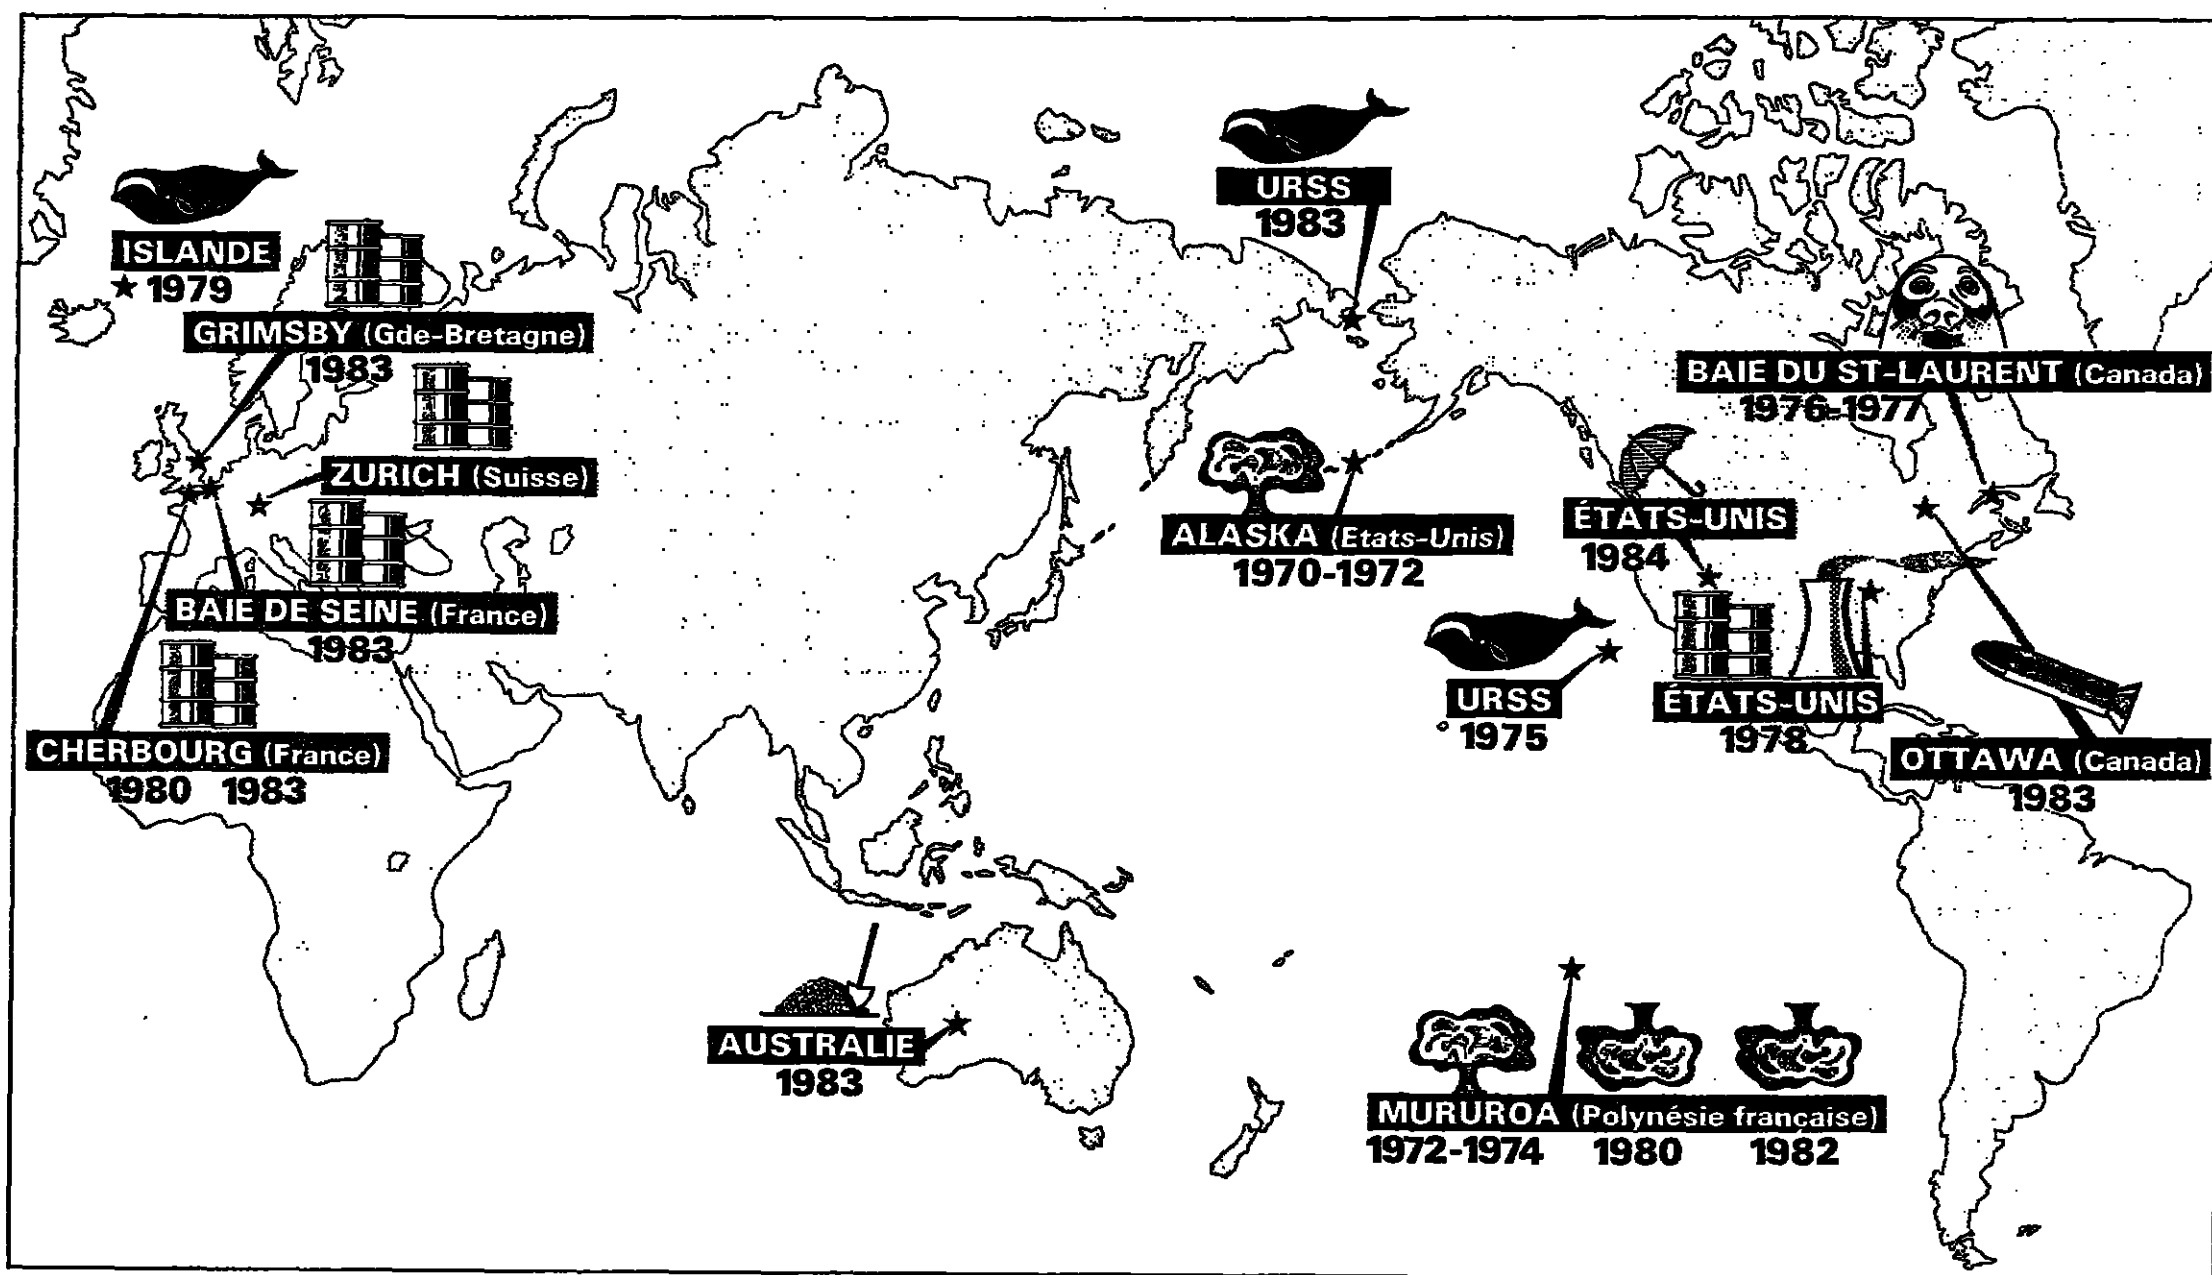 ISLANDE
1979
GRIMSBY (Gde-Bretagne)
1983
ZURICH (Suisse)
BAIE DE SEINE (France)
1983
CHERBOURG (France)
1980 1983
URSS
1983
ALASKA (Etats-Unis)
1970-1972
BAIE DU ST-LAURENT (Canada)
1976-1977
ÉTATS-UNIS
1984
URSS
1975
ÉTATS-UNIS
1978
OTTAWA (Canada)
1983
AUSTRALIE
1983
MURUROA (Polynésie française)
1972-1974 1980 1982